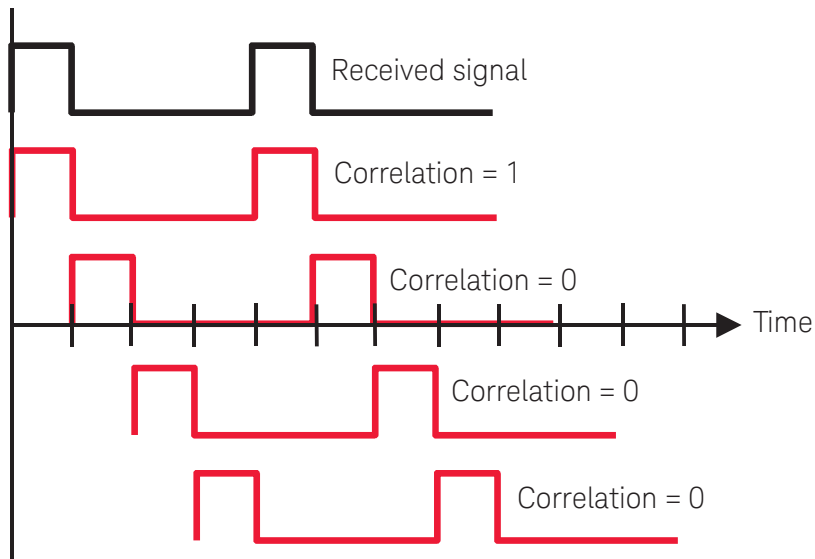 Received signal
Correlation = 1
Correlation = 0
Time
Correlation = 0
Correlation = 0